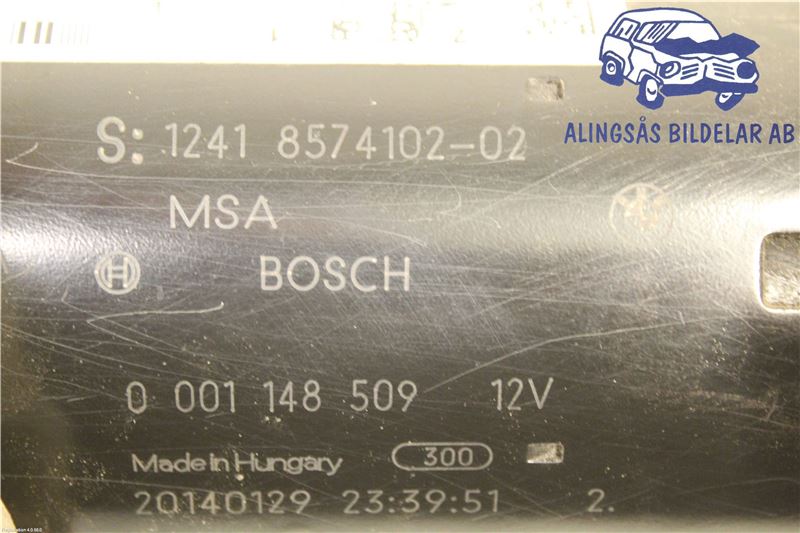 ALINGSÅS BILDELAR AB
S: 1241 8574102-02
MSA
BOSCH
0 001 148 509 12V
Made in Hungary 300
20140129 23:39:51 2.